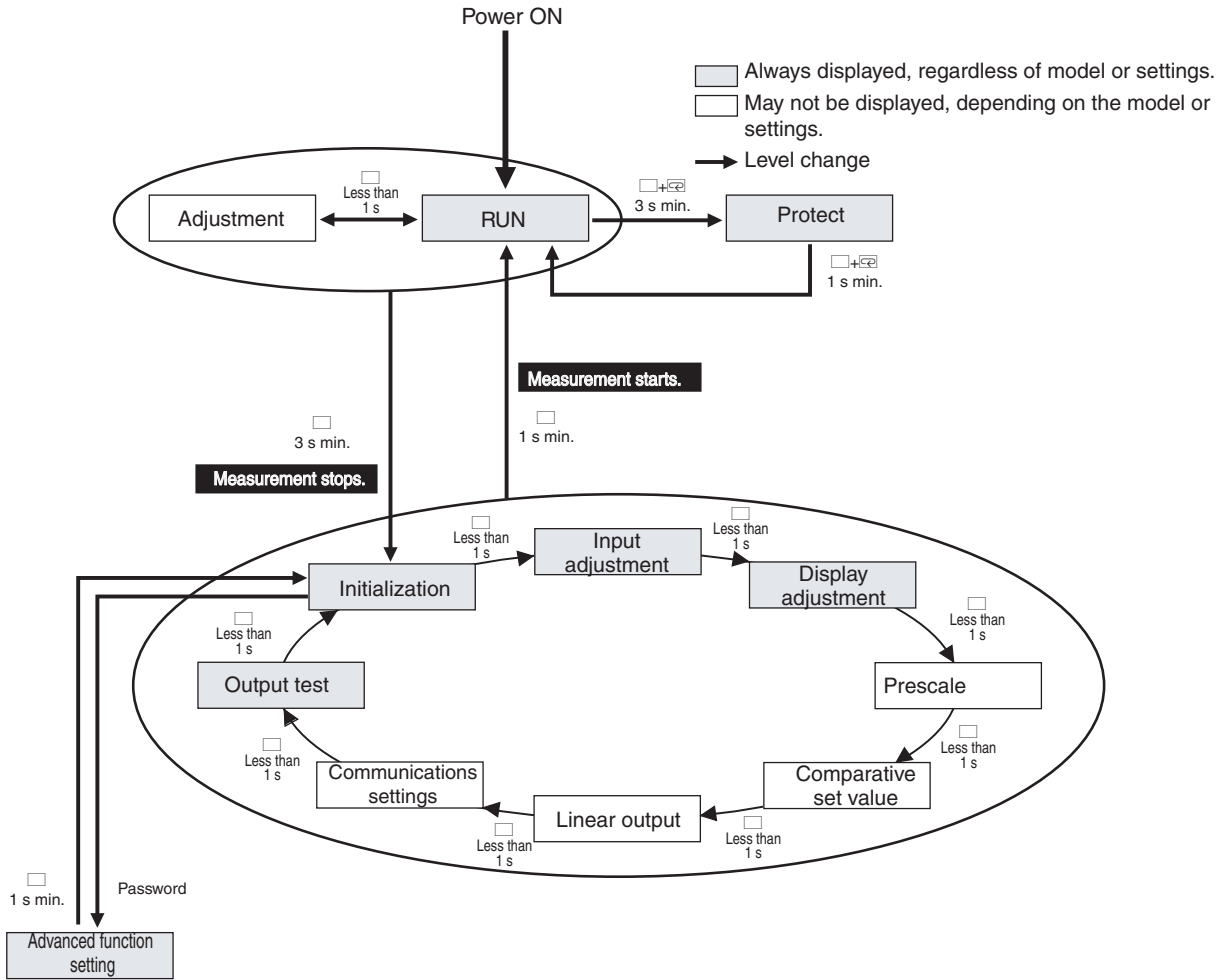 Power ON
Always displayed, regardless of model or settings.
May not be displayed, depending on the model or
settings.
Level change
Adjustment
Less than
1 s
RUN
+
3 s min.
Protect
+
1 s min.
Measurement starts.
1 s min.
3 s min.
Measurement stops.
Less than
1 s
Input
adjustment
Less than
1 s
Display
adjustment
Initialization
Less than
1 s
Less than
1 s
Output test
Prescale
Less than
1 s
Less than
1 s
Communications
settings
Comparative
set value
Linear output
Less than
1 s
Less than
1 s
1 s min.
Password
Advanced function
setting